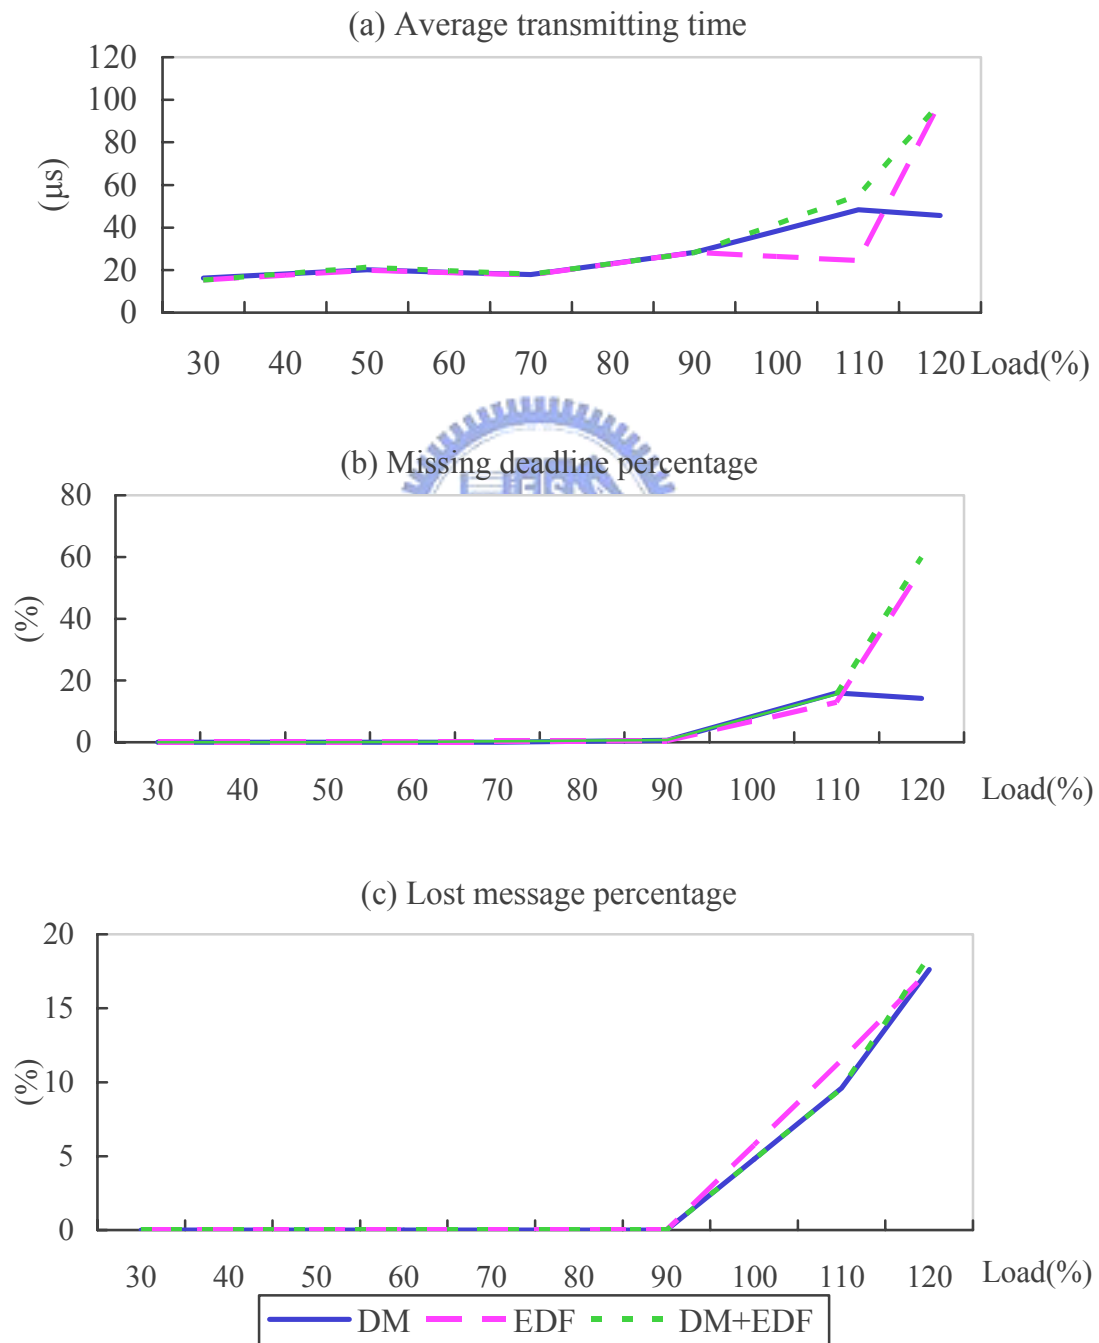 (a) Average transmitting time
120
100
80
60
40
20
0
(μs)
30 40 50 60 70 80 90 100 110 120 Load(%)
(b) Missing deadline percentage
80
60
40
20
0
(%)
30 40 50 60 70 80 90 100 110 120 Load(%)
(c) Lost message percentage
20
15
10
5
0
(%)
30 40 50 60 70 80 90 100 110 120 Load(%)
DM EDF DM+EDF